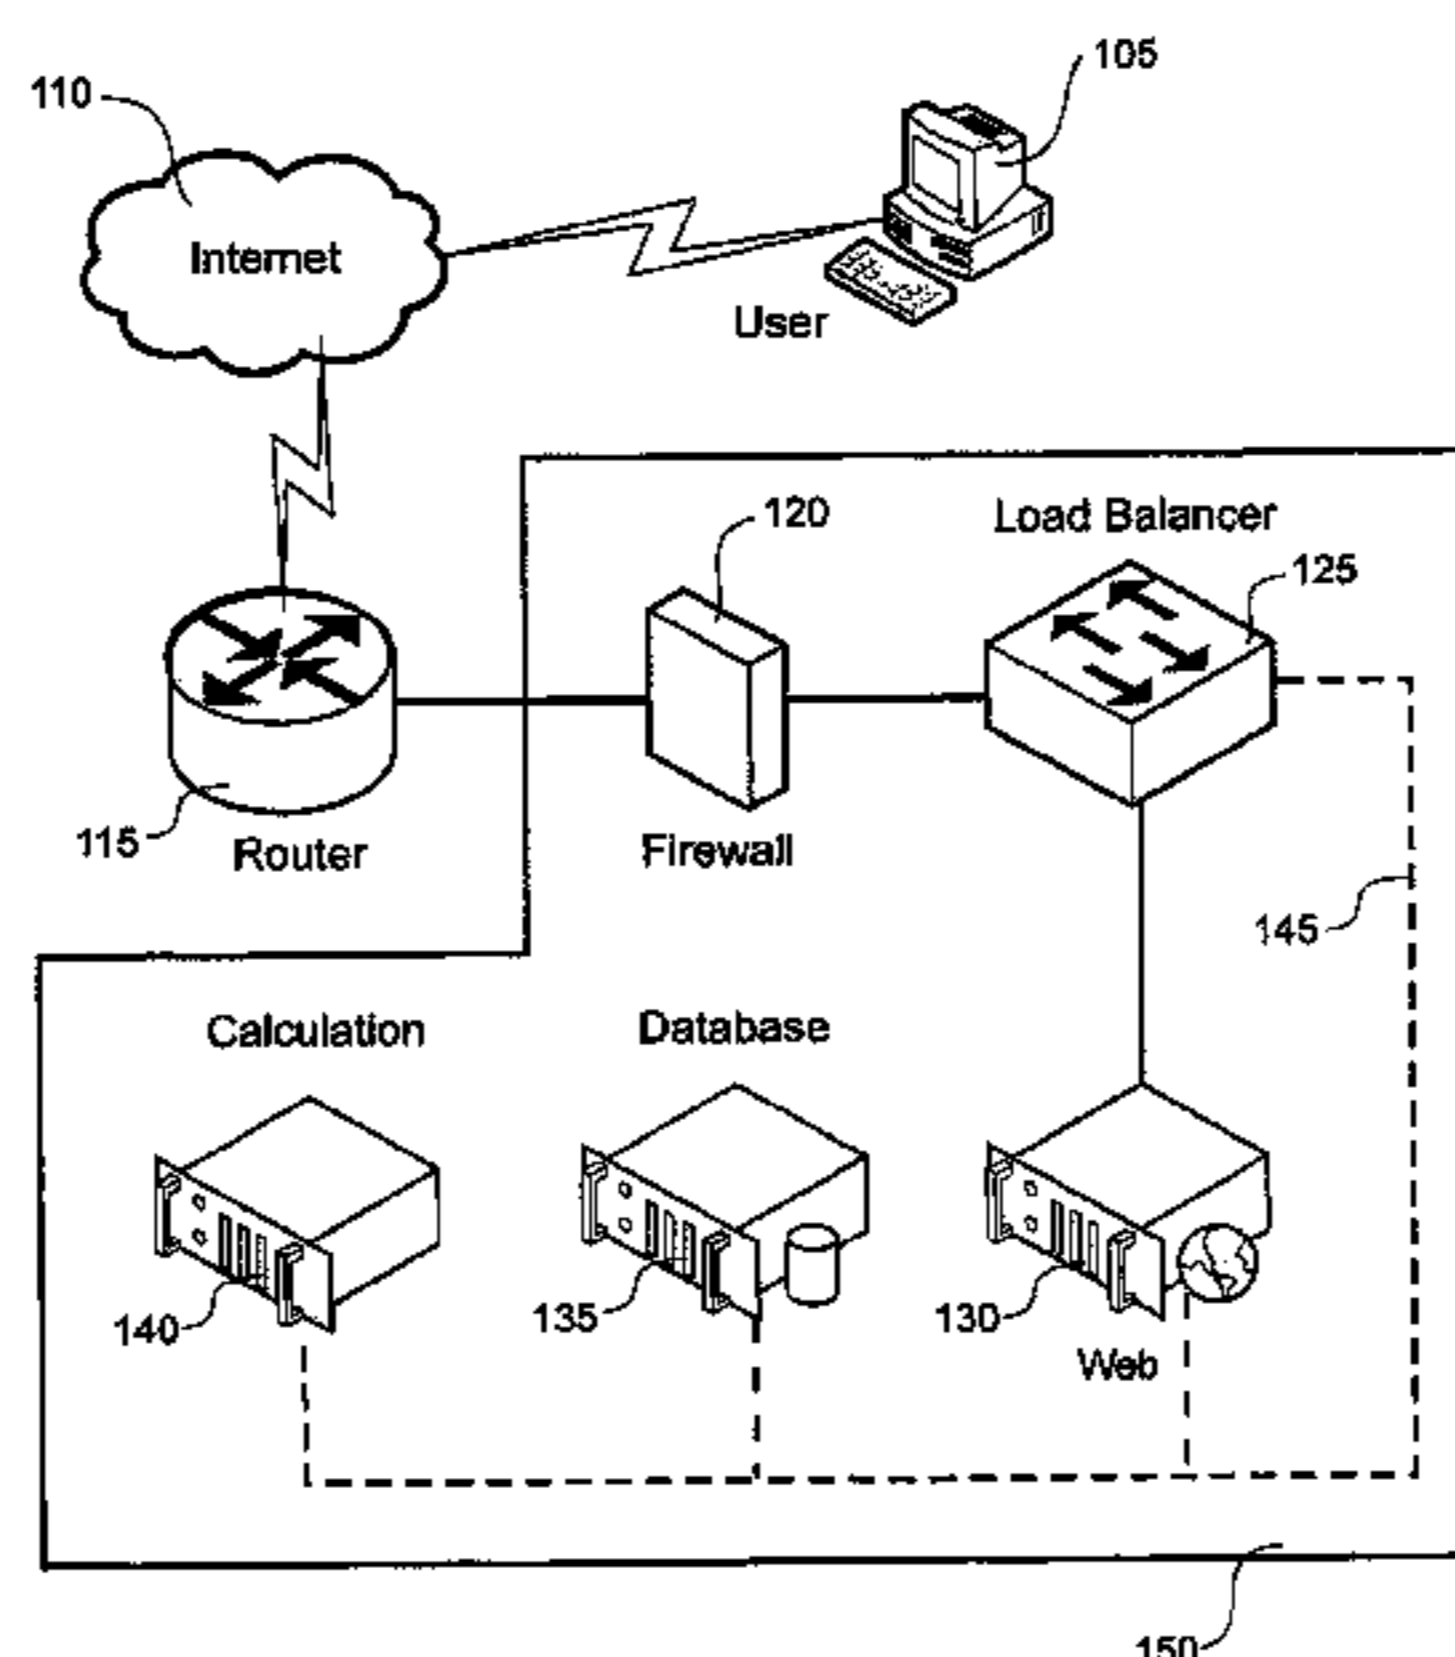 105
110
Internet
User
120
Load Balancer
125
115
Router
Firewall
145
Calculation
Database
140
135
130
Web
150